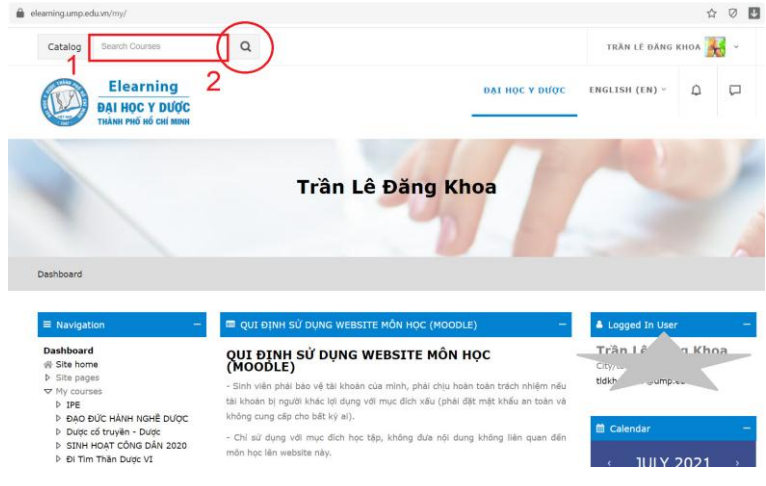 elearning.ump.edu.vn/my/
Catalog
Search Courses
1
2
TRẦN LÊ ĐĂNG KHOA
Elearning
ĐẠI HỌC Y DƯỢC
THÀNH PHỐ HỒ CHÍ MINH
ĐẠI HỌC Y DƯỢC
ENGLISH (EN)
Trần Lê Đăng Khoa
Dashboard
Navigation
Dashboard
Site home
Site pages
My courses
IPE
ĐẠO ĐỨC HÀNH NGHỀ DƯỢC
Dược cổ truyền - Dược
SINH HOẠT CÔNG DÂN 2020
Đi Tìm Thần Dược VI
QUI ĐỊNH SỬ DỤNG WEBSITE MÔN HỌC (MOODLE)
QUI ĐỊNH SỬ DỤNG WEBSITE MÔN HỌC
(MOODLE)
- Sinh viên phải bảo vệ tài khoản của mình, phải chịu hoàn toàn trách nhiệm nếu
tài khoản bị người khác lợi dụng với mục đích xấu (phải đặt mật khẩu an toàn và
không cung cấp cho bất kỳ ai).
- Chỉ sử dụng với mục đích học tập, không đưa nội dung không liên quan đến
môn học lên website này.
Logged In User
Trần Lê Khoa
tldkh ump.e
Calendar
JULY 2021